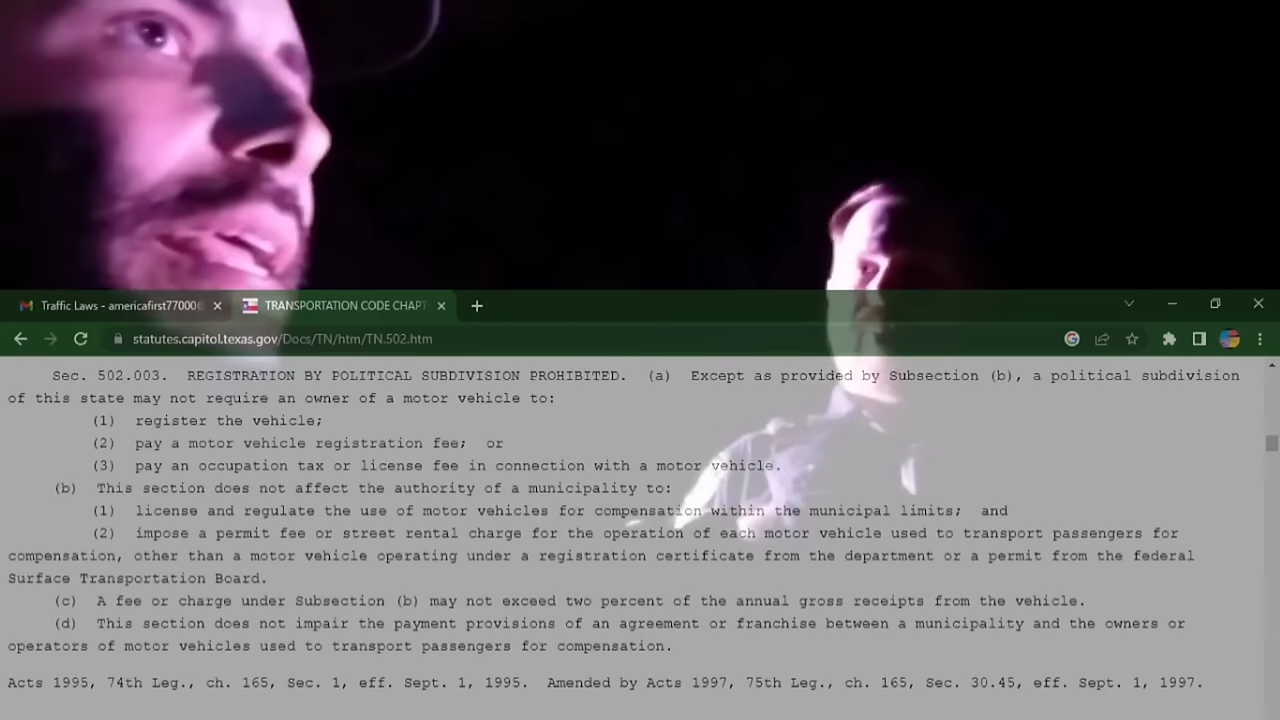 Traffic Laws - americafirst77000
TRANSPORTATION CODE CHAPT
statutes.capitol.texas.gov/Docs/TN/htm/TN.502.htm
Sec. 502.003. REGISTRATION BY POLITICAL SUBDIVISION PROHIBITED. (a) Except as provided by Subsection (b), a political subdivision
of this state may not require an owner of a motor vehicle to:
(1) register the vehicle;
(2) pay a motor vehicle registration fee; or
(3) pay an occupation tax or license fee in connection with a motor vehicle.
(b) This section does not affect the authority of a municipality to:
(1) license and regulate the use of motor vehicles for compensation within the municipal limits; and
(2) impose a permit fee or street rental charge for the operation of each motor vehicle used to transport passengers for
compensation, other than a motor vehicle operating under a registration certificate from the department or a permit from the federal
Surface Transportation Board.
(c) A fee or charge under Subsection (b) may not exceed two percent of the annual gross receipts from the vehicle.
(d) This section does not impair the payment provisions of an agreement or franchise between a municipality and the owners or
operators of motor vehicles used to transport passengers for compensation.
Acts 1995, 74th Leg., ch. 165, Sec. 1, eff. Sept. 1, 1995. Amended by Acts 1997, 75th Leg., ch. 165, Sec. 30.45, eff. Sept. 1, 1997.